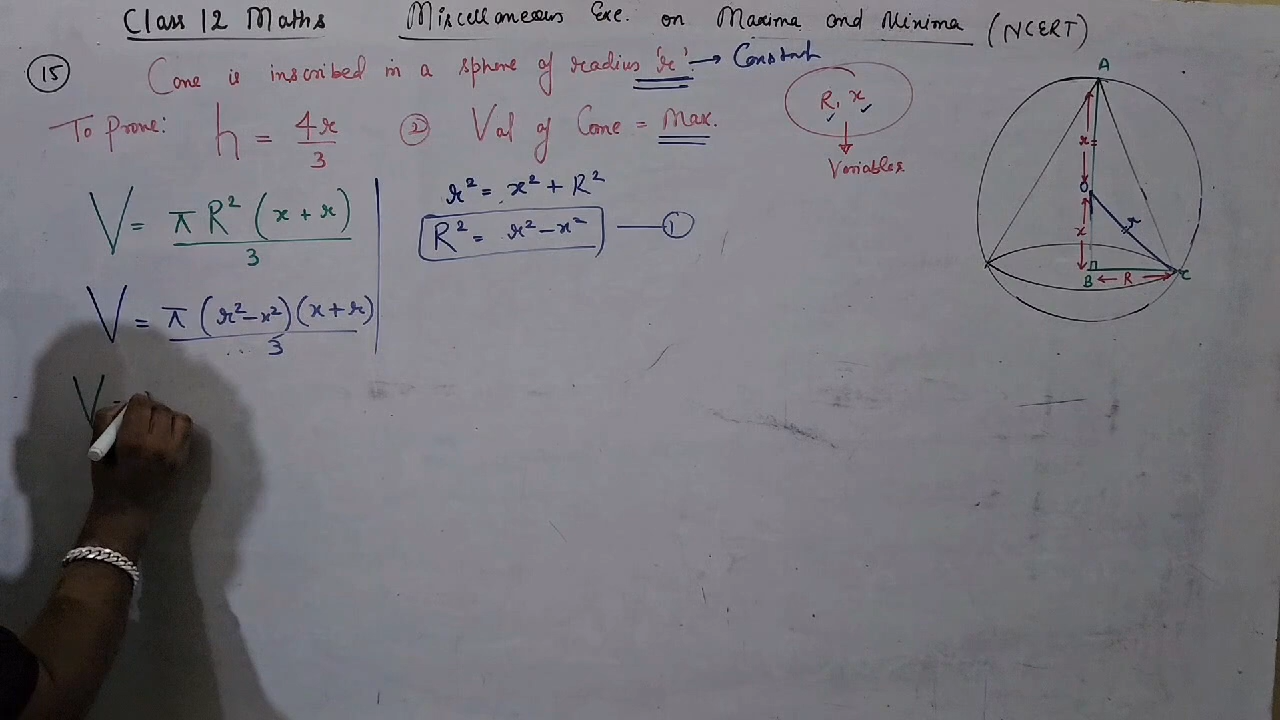 Class 12 Maths Miscellaneous Exe. on Maxima and Minima (NCERT)
15 Cone is inscribed in a sphere of radius 'r' → Constant
R, x
Variables
To prove: h = 4r/3 ② Vol of Cone = Max.
V = πR² (x + r)/3
r² = x² + R²
R² = r² - x² —①
V = π (r² - x²)(x + r)/3
V =
A
r
O
x
r
B
R
C